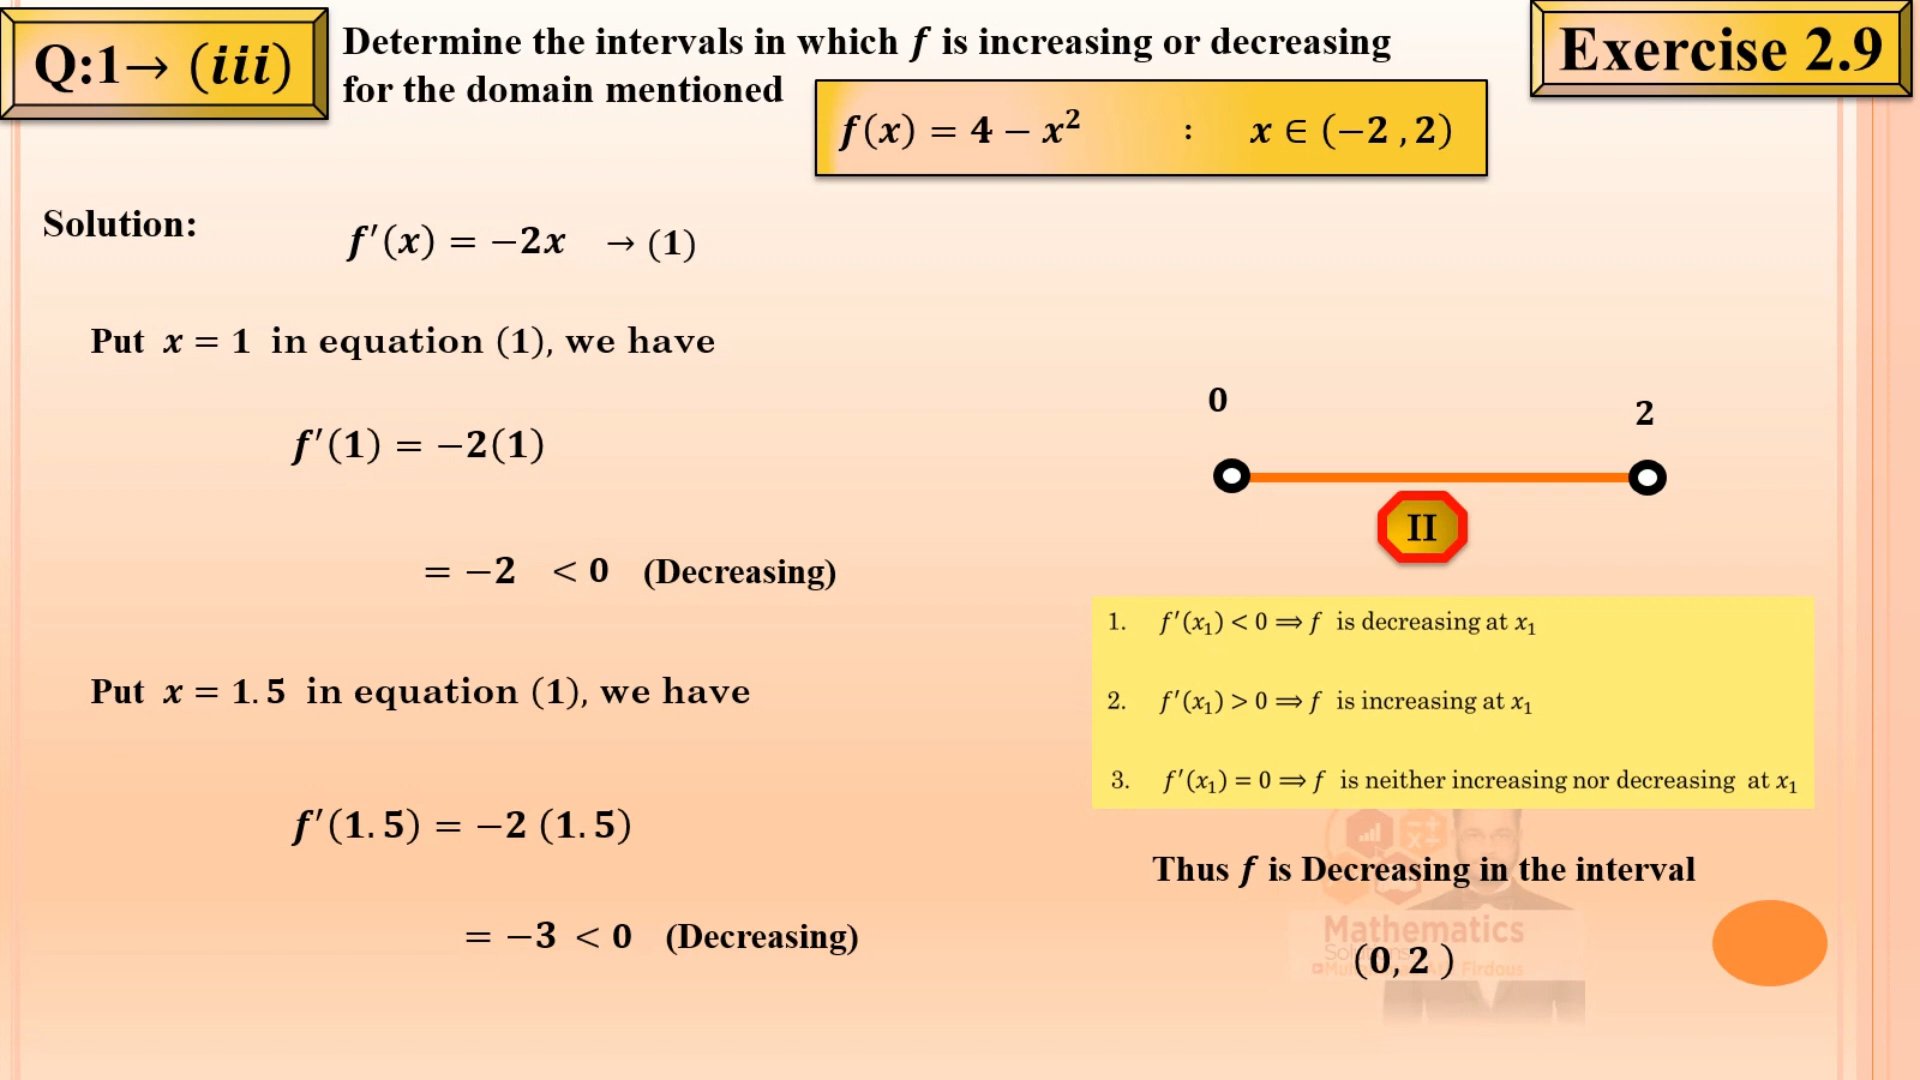 Q:1→ (iii)
Determine the intervals in which f is increasing or decreasing
for the domain mentioned
f(x) = 4 − x² : x ∈ (−2 , 2)
Exercise 2.9
Solution:
f′(x) = −2x → (1)
Put x = 1 in equation (1), we have
f′(1) = −2(1)
= −2 < 0 (Decreasing)
Put x = 1.5 in equation (1), we have
f′(1.5) = −2 (1.5)
= −3 < 0 (Decreasing)
0
2
II
1. f′(x₁) < 0 ⟹ f is decreasing at x₁
2. f′(x₁) > 0 ⟹ f is increasing at x₁
3. f′(x₁) = 0 ⟹ f is neither increasing nor decreasing at x₁
Thus f is Decreasing in the interval
Mathematics
(0, 2 )
Firdous